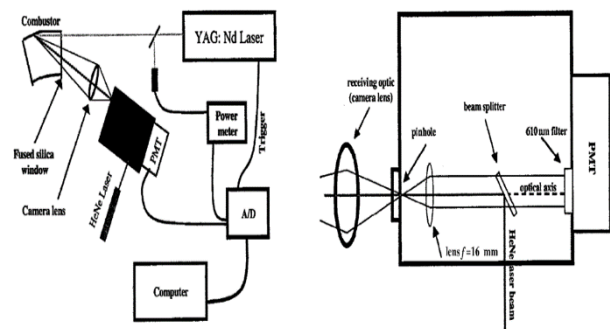 Combustor
YAG: Nd Laser
Fused silica
window
Camera lens
HeNe Laser
PMT
Power
meter
Trigger
A/D
Computer
receiving optic
(camera lens)
pinhole
beam splitter
610 nm filter
PMT
optical axis
lens f=16 mm
HeNe laser beam